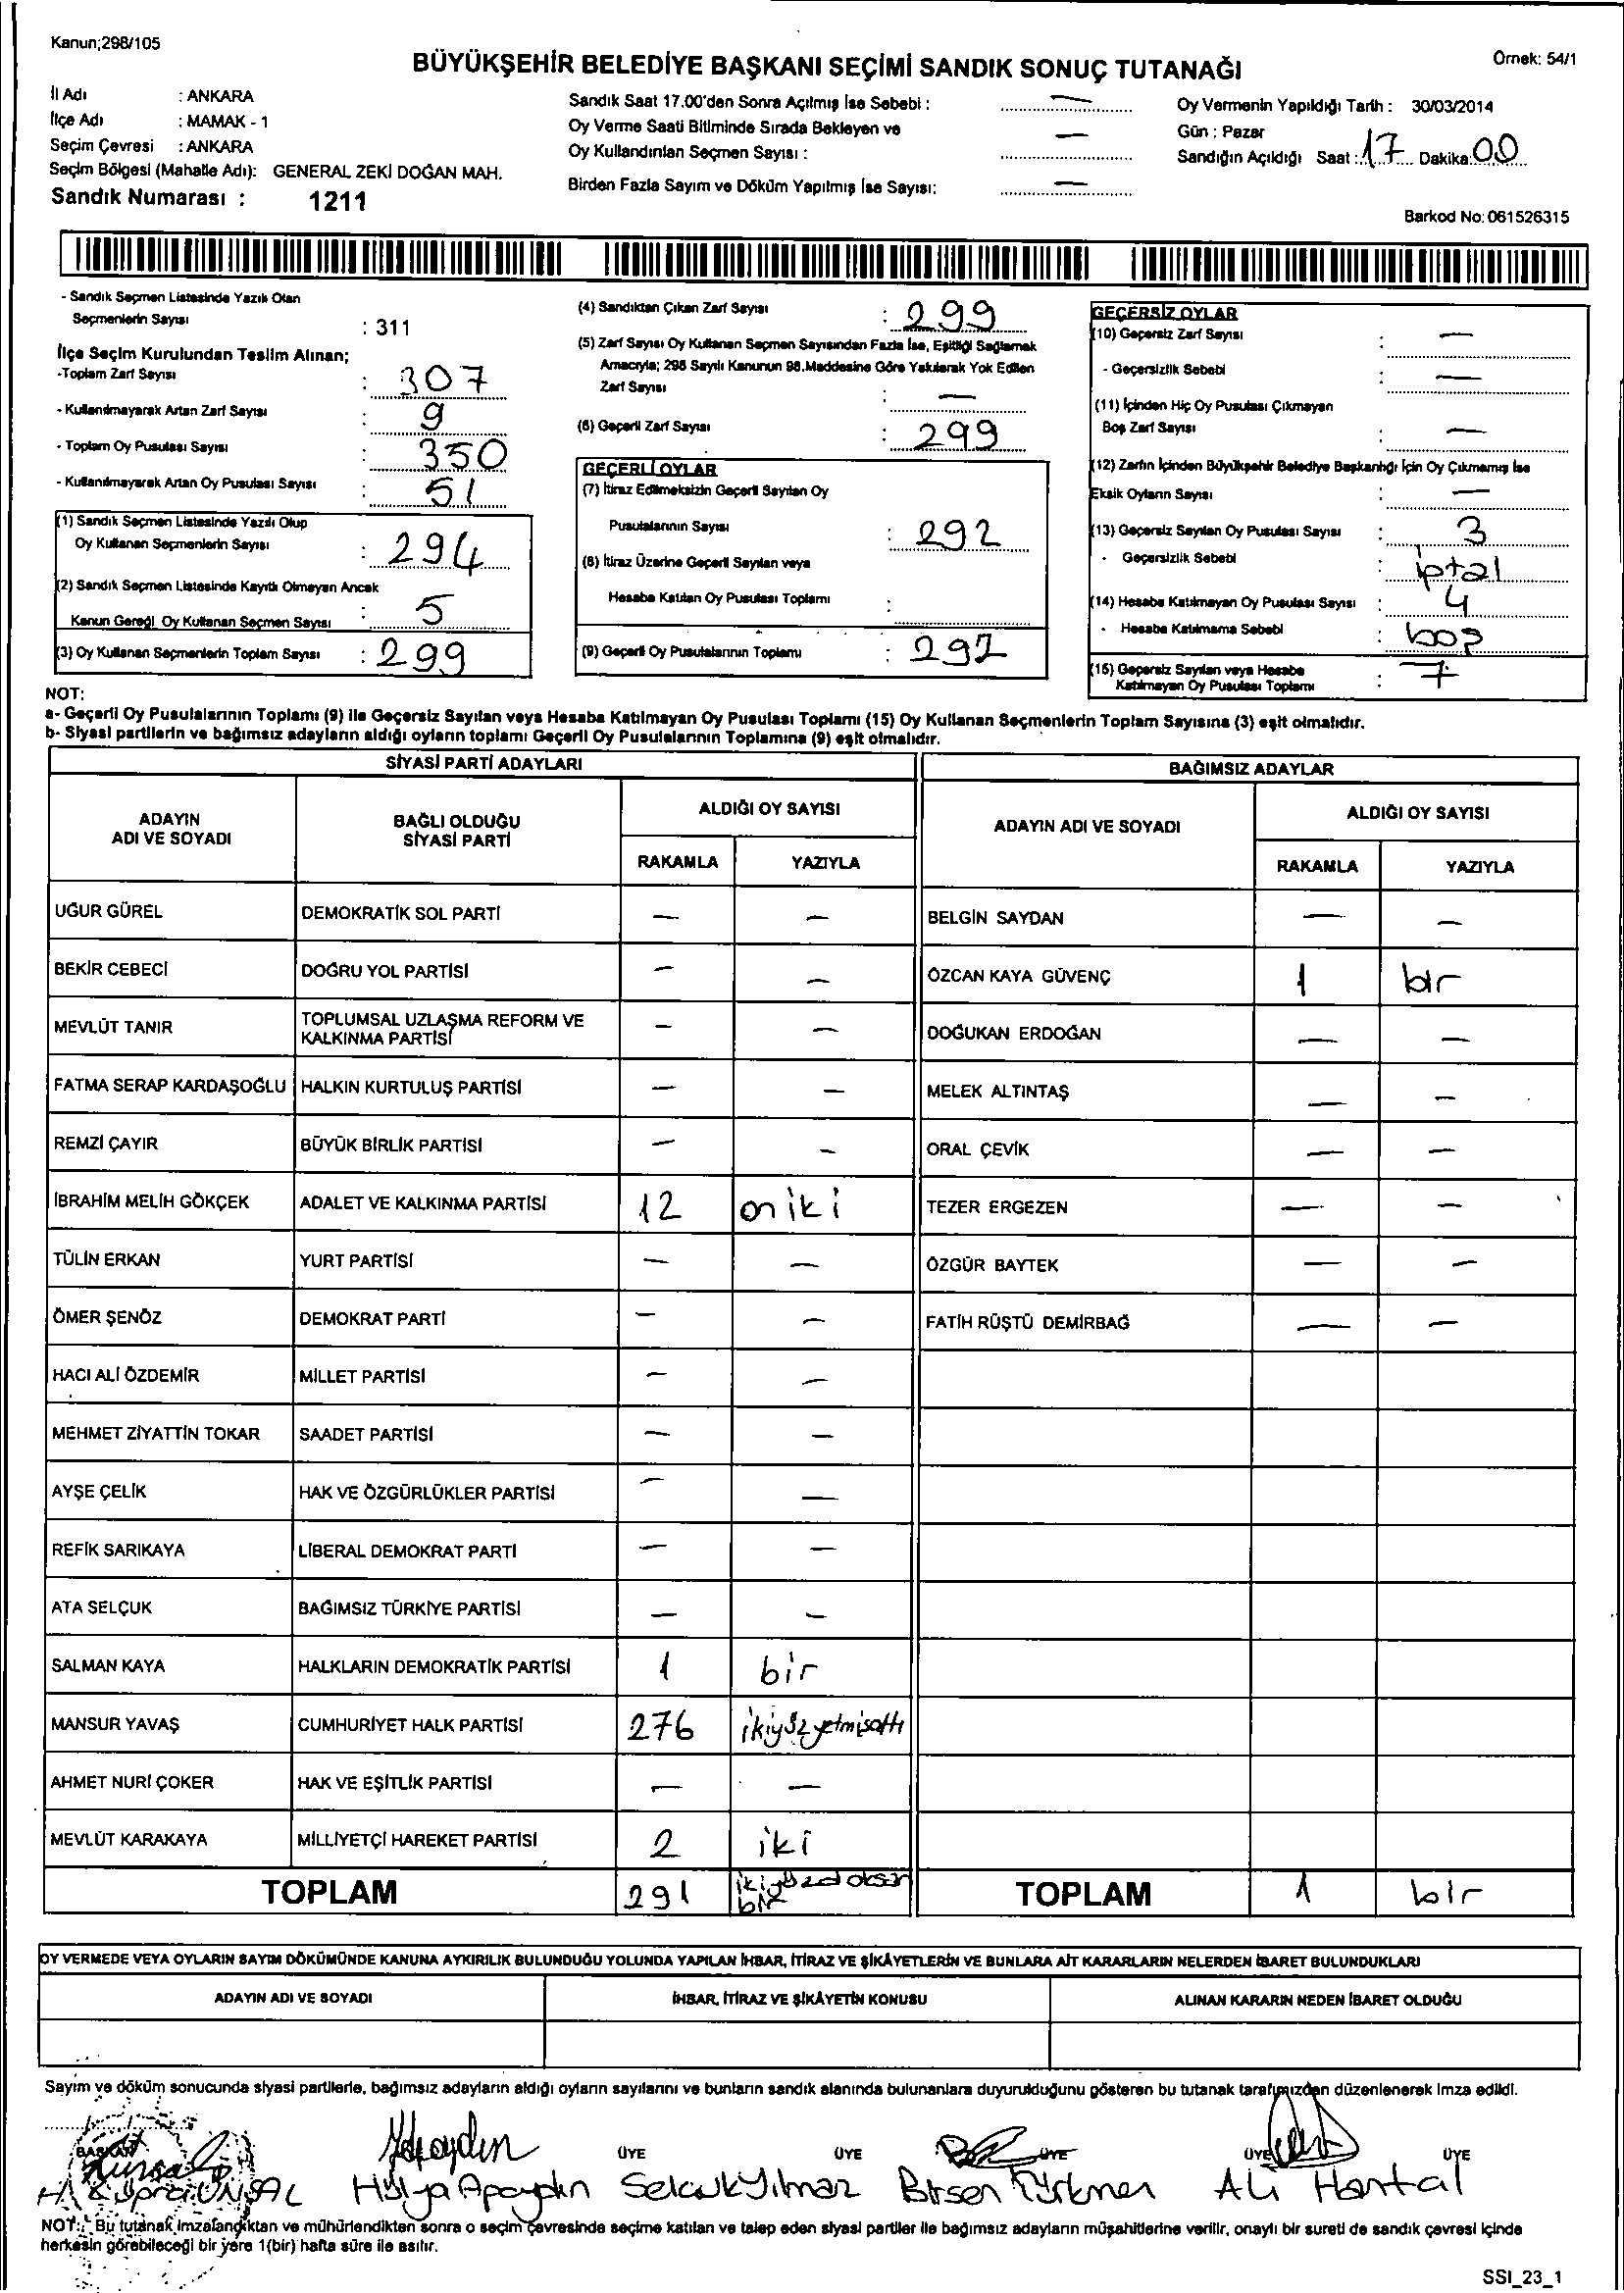 Kanun;298/105
Örnek: 54/1
BÜYÜKŞEHİR BELEDİYE BAŞKANI SEÇİMİ SANDIK SONUÇ TUTANAĞI
İl Adı : ANKARA
İlçe Adı : MAMAK - 1
Seçim Çevresi : ANKARA
Seçim Bölgesi (Mahalle Adı): GENERAL ZEKİ DOĞAN MAH.
Sandık Numarası : 1211
Sandık Saat 17.00'den Sonra Açılmış İse Sebebi : —
Oy Verme Saati Bitiminde Sırada Bekleyen ve
Oy Kullandırılan Seçmen Sayısı : —
Birden Fazla Sayım ve Döküm Yapılmış İse Sayısı: —
Oy Vermenin Yapıldığı Tarih : 30/03/2014
Gün : Pazar
Sandığın Açıldığı Saat : 17 Dakika: 00
Barkod No: 061526315
- Sandık Seçmen Listesinde Yazılı Olan
Seçmenlerin Sayısı : 311
İlçe Seçim Kurulundan Teslim Alınan;
-Toplam Zarf Sayısı : 307
- Kullanılmayarak Artan Zarf Sayısı : 9
- Toplam Oy Pusulası Sayısı : 350
- Kullanılmayarak Artan Oy Pusulası Sayısı : 51
(1) Sandık Seçmen Listesinde Yazılı Olup
Oy Kullanan Seçmenlerin Sayısı : 294
(2) Sandık Seçmen Listesinde Kayıtlı Olmayan Ancak
Kanun Gereği Oy Kullanan Seçmen Sayısı : 5
(3) Oy Kullanan Seçmenlerin Toplam Sayısı : 299
(4) Sandıktan Çıkan Zarf Sayısı : 299
(5) Zarf Sayısı Oy Kullanan Seçmen Sayısından Fazla İse, Eşitliği Sağlamak
Amacıyla; 298 Sayılı Kanunun 98.Maddesine Göre Yakılarak Yok Edilen
Zarf Sayısı : —
(6) Geçerli Zarf Sayısı : 299
GEÇERLİ OYLAR
(7) İtiraz Edilmeksizin Geçerli Sayılan Oy
Pusulalarının Sayısı : 292
(8) İtiraz Üzerine Geçerli Sayılan veya
Hesaba Katılan Oy Pusulası Toplamı :
(9) Geçerli Oy Pusulalarının Toplamı : 292
GEÇERSİZ OYLAR
(10) Geçersiz Zarf Sayısı : —
- Geçersizlik Sebebi : —
(11) İçinden Hiç Oy Pusulası Çıkmayan
Boş Zarf Sayısı : —
(12) Zarfın İçinden Büyükşehir Belediye Başkanlığı İçin Oy Çıkmamış İse
Eksik Oyların Sayısı : —
(13) Geçersiz Sayılan Oy Pusulası Sayısı : 3
- Geçersizlik Sebebi : iptal
(14) Hesaba Katılmayan Oy Pusulası Sayısı : 4
- Hesaba Katılmama Sebebi : boş
(15) Geçersiz Sayılan veya Hesaba
Katılmayan Oy Pusulası Toplamı : 7
NOT:
a- Geçerli Oy Pusulalarının Toplamı (9) ile Geçersiz Sayılan veya Hesaba Katılmayan Oy Pusulası Toplamı (15) Oy Kullanan Seçmenlerin Toplam Sayısına (3) eşit olmalıdır.
b- Siyasi partilerin ve bağımsız adayların aldığı oyların toplamı Geçerli Oy Pusulalarının Toplamına (9) eşit olmalıdır.
SİYASİ PARTİ ADAYLARI
ADAYIN ADI VE SOYADI BAĞLI OLDUĞU SİYASİ PARTİ ALDIĞI OY SAYISI
RAKAMLA YAZIYLA
UĞUR GÜREL DEMOKRATİK SOL PARTİ — —
BEKİR CEBECİ DOĞRU YOL PARTİSİ — —
MEVLÜT TANIR TOPLUMSAL UZLAŞMA REFORM VE
KALKINMA PARTİSİ — —
FATMA SERAP KARDAŞOĞLU HALKIN KURTULUŞ PARTİSİ — —
REMZİ ÇAYIR BÜYÜK BİRLİK PARTİSİ — —
İBRAHİM MELİH GÖKÇEK ADALET VE KALKINMA PARTİSİ 12 oniki
TÜLİN ERKAN YURT PARTİSİ — —
ÖMER ŞENÖZ DEMOKRAT PARTİ — —
HACI ALİ ÖZDEMİR MİLLET PARTİSİ — —
MEHMET ZİYATTİN TOKAR SAADET PARTİSİ — —
AYŞE ÇELİK HAK VE ÖZGÜRLÜKLER PARTİSİ — —
REFİK SARIKAYA LİBERAL DEMOKRAT PARTİ — —
ATA SELÇUK BAĞIMSIZ TÜRKİYE PARTİSİ — —
SALMAN KAYA HALKLARIN DEMOKRATİK PARTİSİ 1 bir
MANSUR YAVAŞ CUMHURİYET HALK PARTİSİ 276 ikiyüzyetmişaltı
AHMET NURİ ÇOKER HAK VE EŞİTLİK PARTİSİ — —
MEVLÜT KARAKAYA MİLLİYETÇİ HAREKET PARTİSİ 2 iki
TOPLAM 291 ikiyüzdoksan
bir
BAĞIMSIZ ADAYLAR
ADAYIN ADI VE SOYADI ALDIĞI OY SAYISI
RAKAMLA YAZIYLA
BELGİN SAYDAN — —
ÖZCAN KAYA GÜVENÇ 1 bir
DOĞUKAN ERDOĞAN — —
MELEK ALTINTAŞ — —
ORAL ÇEVİK — —
TEZER ERGEZEN — —
ÖZGÜR BAYTEK — —
FATİH RÜŞTÜ DEMİRBAĞ — —
TOPLAM 1 bir
OY VERMEDE VEYA OYLARIN SAYIM DÖKÜMÜNDE KANUNA AYKIRILIK BULUNDUĞU YOLUNDA YAPILAN İHBAR, İTİRAZ VE ŞİKÂYETLERİN VE BUNLARA AİT KARARLARIN NELERDEN İBARET BULUNDUKLARI
ADAYIN ADI VE SOYADI İHBAR, İTİRAZ VE ŞİKÂYETİN KONUSU ALINAN KARARIN NEDEN İBARET OLDUĞU
Sayım ve döküm sonucunda siyasi partilerle, bağımsız adayların aldığı oyların sayılarını ve bunların sandık alanında bulunanlara duyurulduğunu gösteren bu tutanak tarafımızdan düzenlenerek imza edildi.
BAŞKAN ÜYE ÜYE ÜYE ÜYE ÜYE
ÜNSAL Hülya Apaydın Selcuk Yılmaz Birsen Türkmen Ali Hantal
NOT: Bu tutanak imzalandıktan ve mühürlendikten sonra o seçim çevresinde seçime katılan ve talep eden siyasi partiler ile bağımsız adayların müşahitlerine verilir, onaylı bir sureti de sandık çevresi içinde
herkesin görebileceği bir yere 1(bir) hafta süre ile asılır.
SSI_23_1